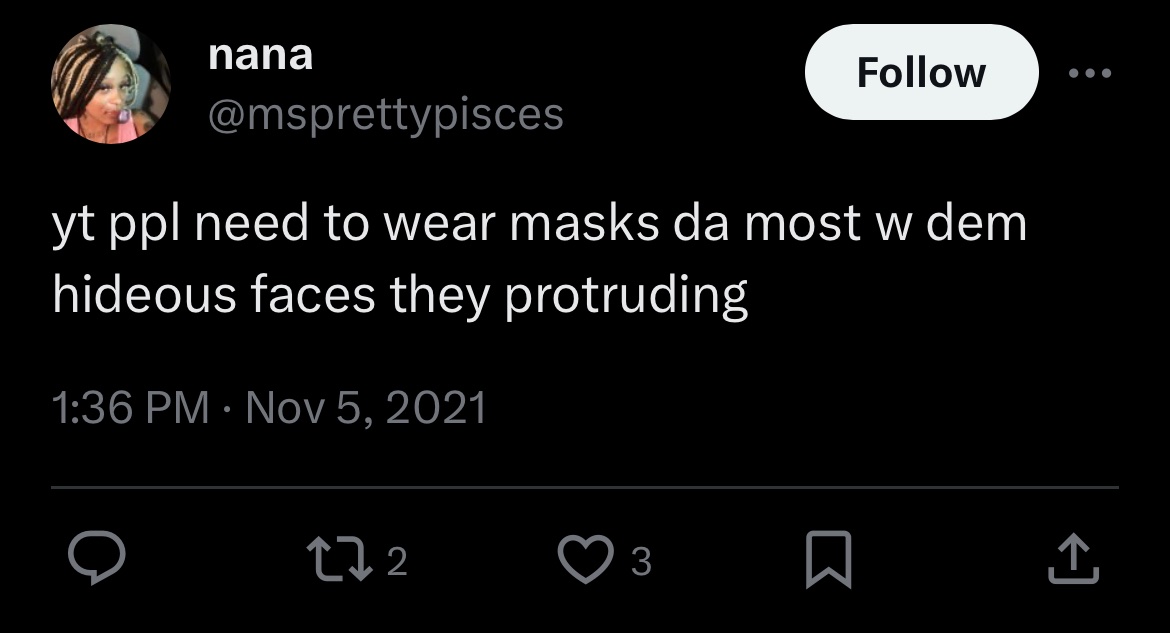 nana
Follow
@msprettypisces
yt ppl need to wear masks da most w dem
hideous faces they protruding
1:36 PM · Nov 5, 2021
2
3